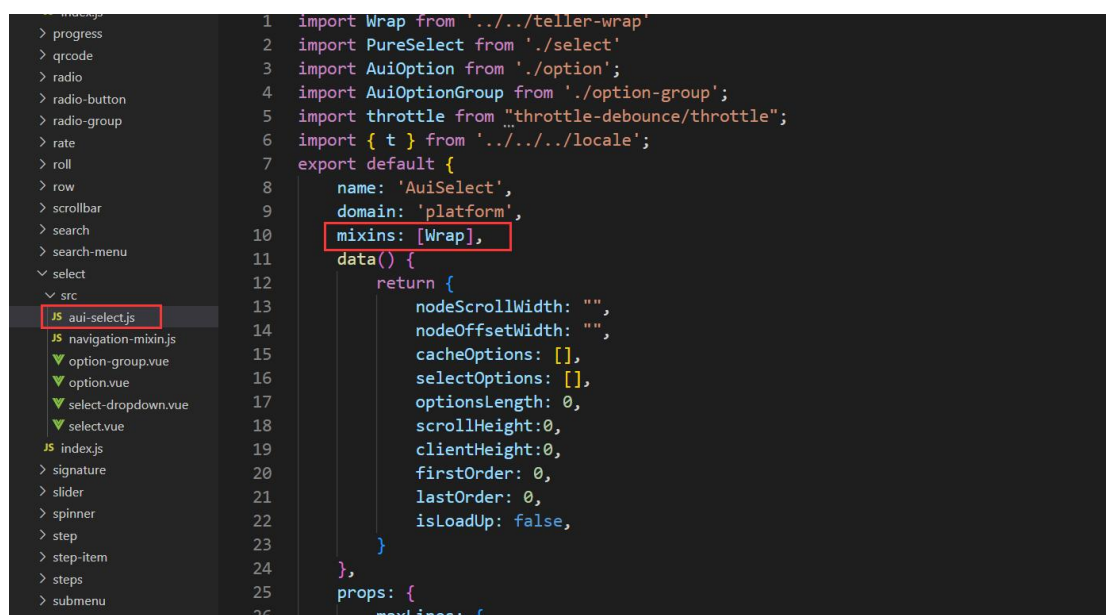 index.js
progress
qrcode
radio
radio-button
radio-group
rate
roll
row
scrollbar
search
search-menu
select
src
JS aui-select.js
JS navigation-mixin.js
option-group.vue
option.vue
select-dropdown.vue
select.vue
JS index.js
signature
slider
spinner
step
step-item
steps
submenu
1 import Wrap from '../../teller-wrap'
2 import PureSelect from './select'
3 import AuiOption from './option';
4 import AuiOptionGroup from './option-group';
5 import throttle from "throttle-debounce/throttle";
6 import { t } from '../../../locale';
7 export default {
8 name: 'AuiSelect',
9 domain: 'platform',
10 mixins: [Wrap],
11 data() {
12 return {
13 nodeScrollWidth: "",
14 nodeOffsetWidth: "",
15 cacheOptions: [],
16 selectOptions: [],
17 optionsLength: 0,
18 scrollHeight:0,
19 clientHeight:0,
20 firstOrder: 0,
21 lastOrder: 0,
22 isLoadUp: false,
23 }
24 },
25 props: {
26 maxLines: {